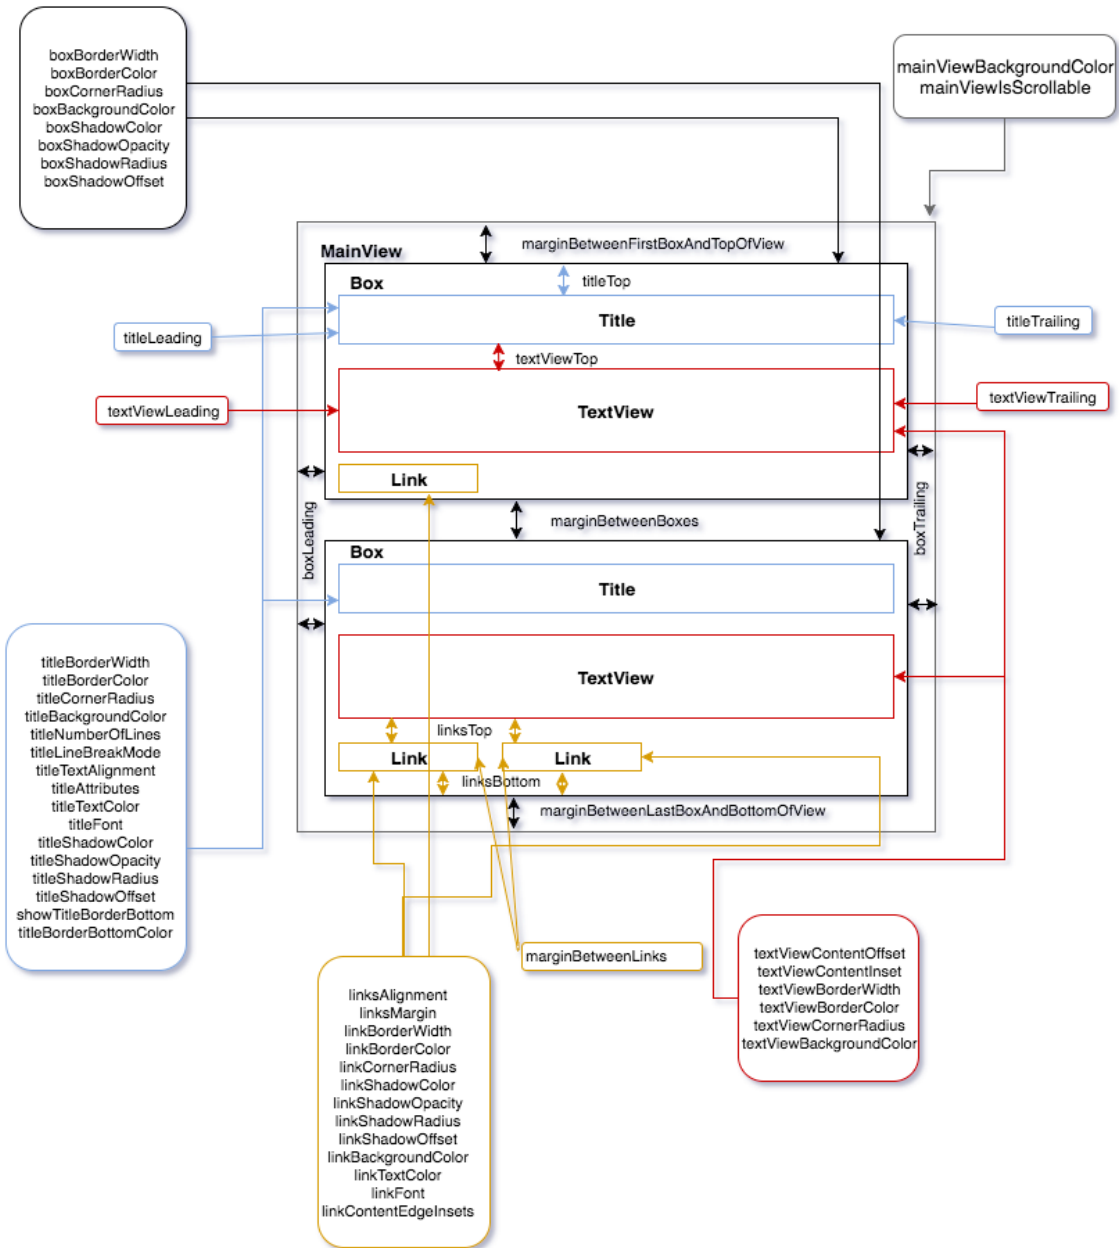 boxBorderWidth
boxBorderColor
boxCornerRadius
boxBackgroundColor
boxShadowColor
boxShadowOpacity
boxShadowRadius
boxShadowOffset
mainViewBackgroundColor
mainViewIsScrollable
marginBetweenFirstBoxAndTopOfView
MainView
Box
titleTop
Title
titleLeading
titleTrailing
textViewTop
textViewLeading
TextView
textViewTrailing
Link
boxLeading
boxTrailing
marginBetweenBoxes
Box
Title
TextView
linksTop
Link
Link
linksBottom
marginBetweenLastBoxAndBottomOfView
titleBorderWidth
titleBorderColor
titleCornerRadius
titleBackgroundColor
titleNumberOfLines
titleLineBreakMode
titleTextAlignment
titleAttributes
titleTextColor
titleFont
titleShadowColor
titleShadowOpacity
titleShadowRadius
titleShadowOffset
showTitleBorderBottom
titleBorderBottomColor
marginBetweenLinks
textViewContentOffset
textViewContentInset
textViewBorderWidth
textViewBorderColor
textViewCornerRadius
textViewBackgroundColor
linksAlignment
linksMargin
linkBorderWidth
linkBorderColor
linkCornerRadius
linkShadowColor
linkShadowOpacity
linkShadowRadius
linkShadowOffset
linkBackgroundColor
linkTextColor
linkFont
linkContentEdgeInsets